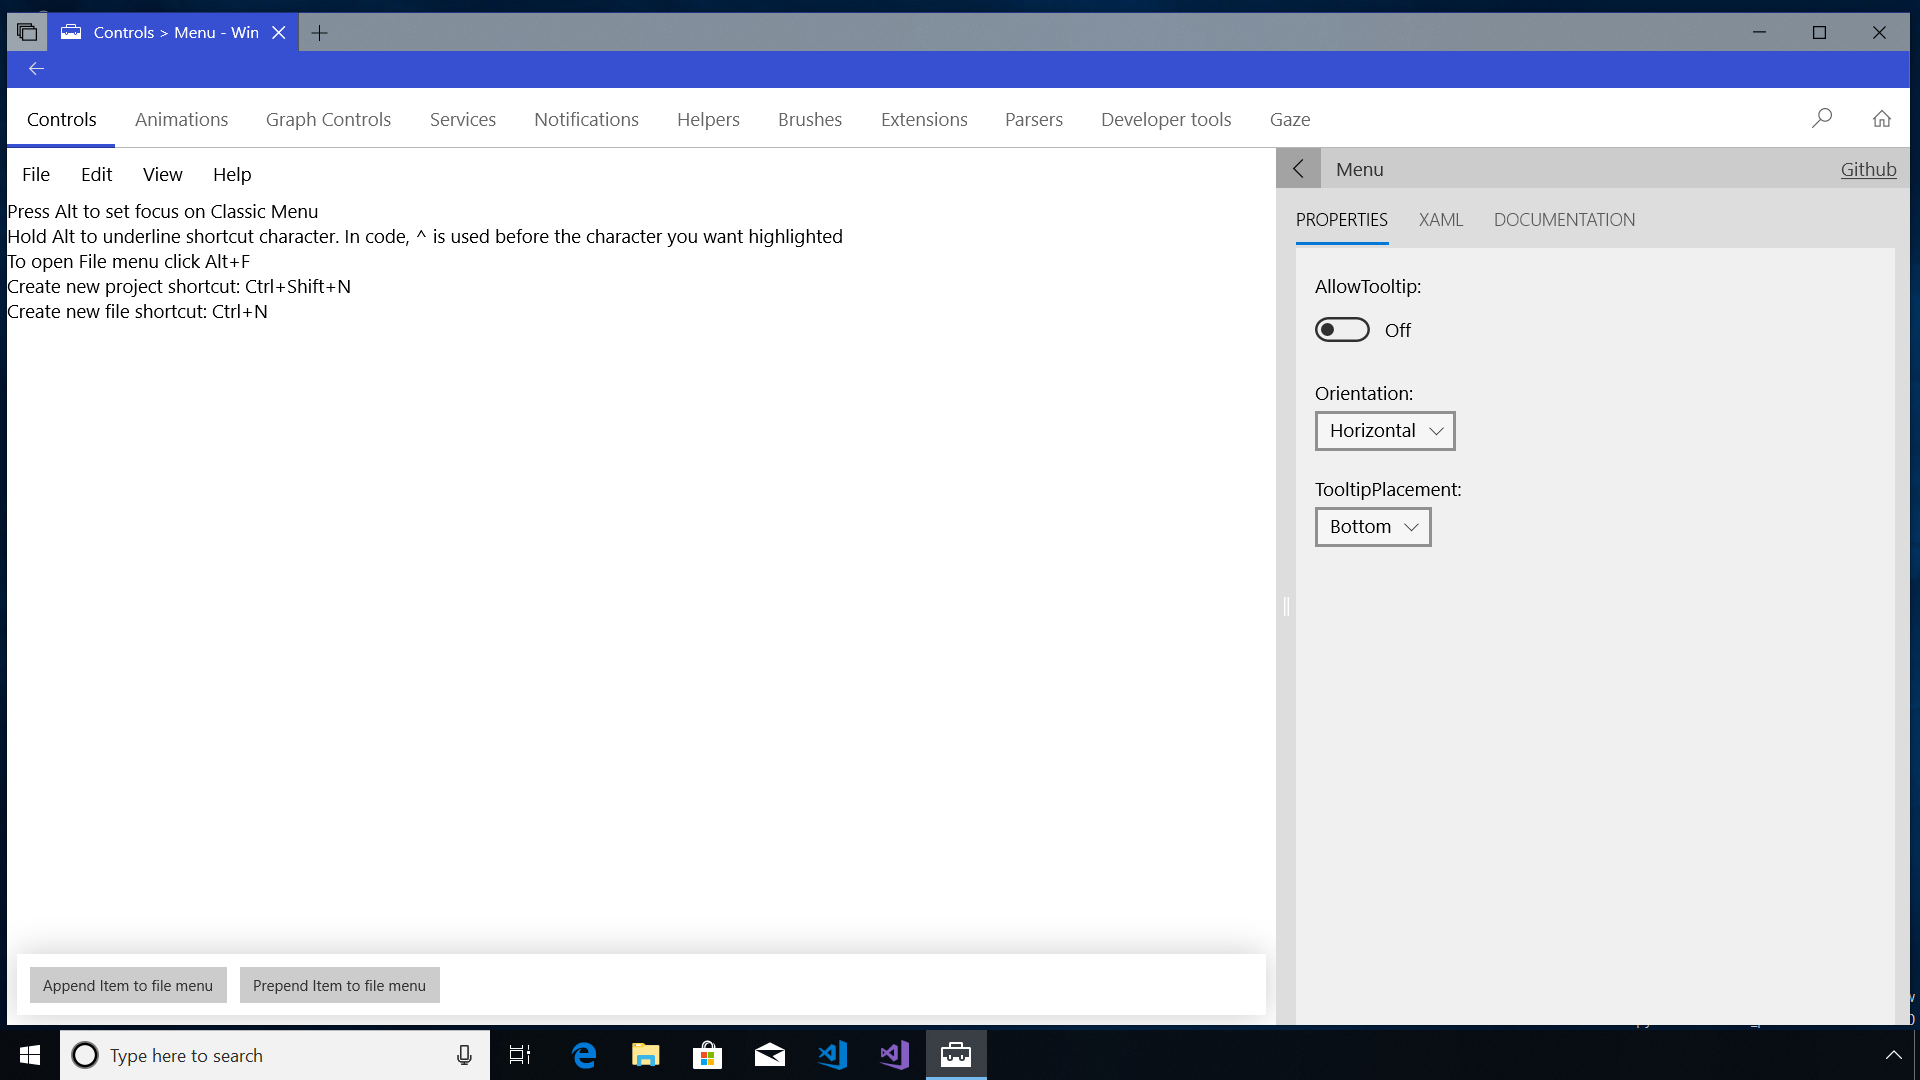 Controls > Menu - Win
Controls Animations Graph Controls Services Notifications Helpers Brushes Extensions Parsers Developer tools Gaze
File Edit View Help
Press Alt to set focus on Classic Menu
Hold Alt to underline shortcut character. In code, ^ is used before the character you want highlighted
To open File menu click Alt+F
Create new project shortcut: Ctrl+Shift+N
Create new file shortcut: Ctrl+N
Menu Github
PROPERTIES XAML DOCUMENTATION
AllowTooltip:
Off
Orientation:
Horizontal
TooltipPlacement:
Bottom
Append Item to file menu Prepend Item to file menu
Type here to search